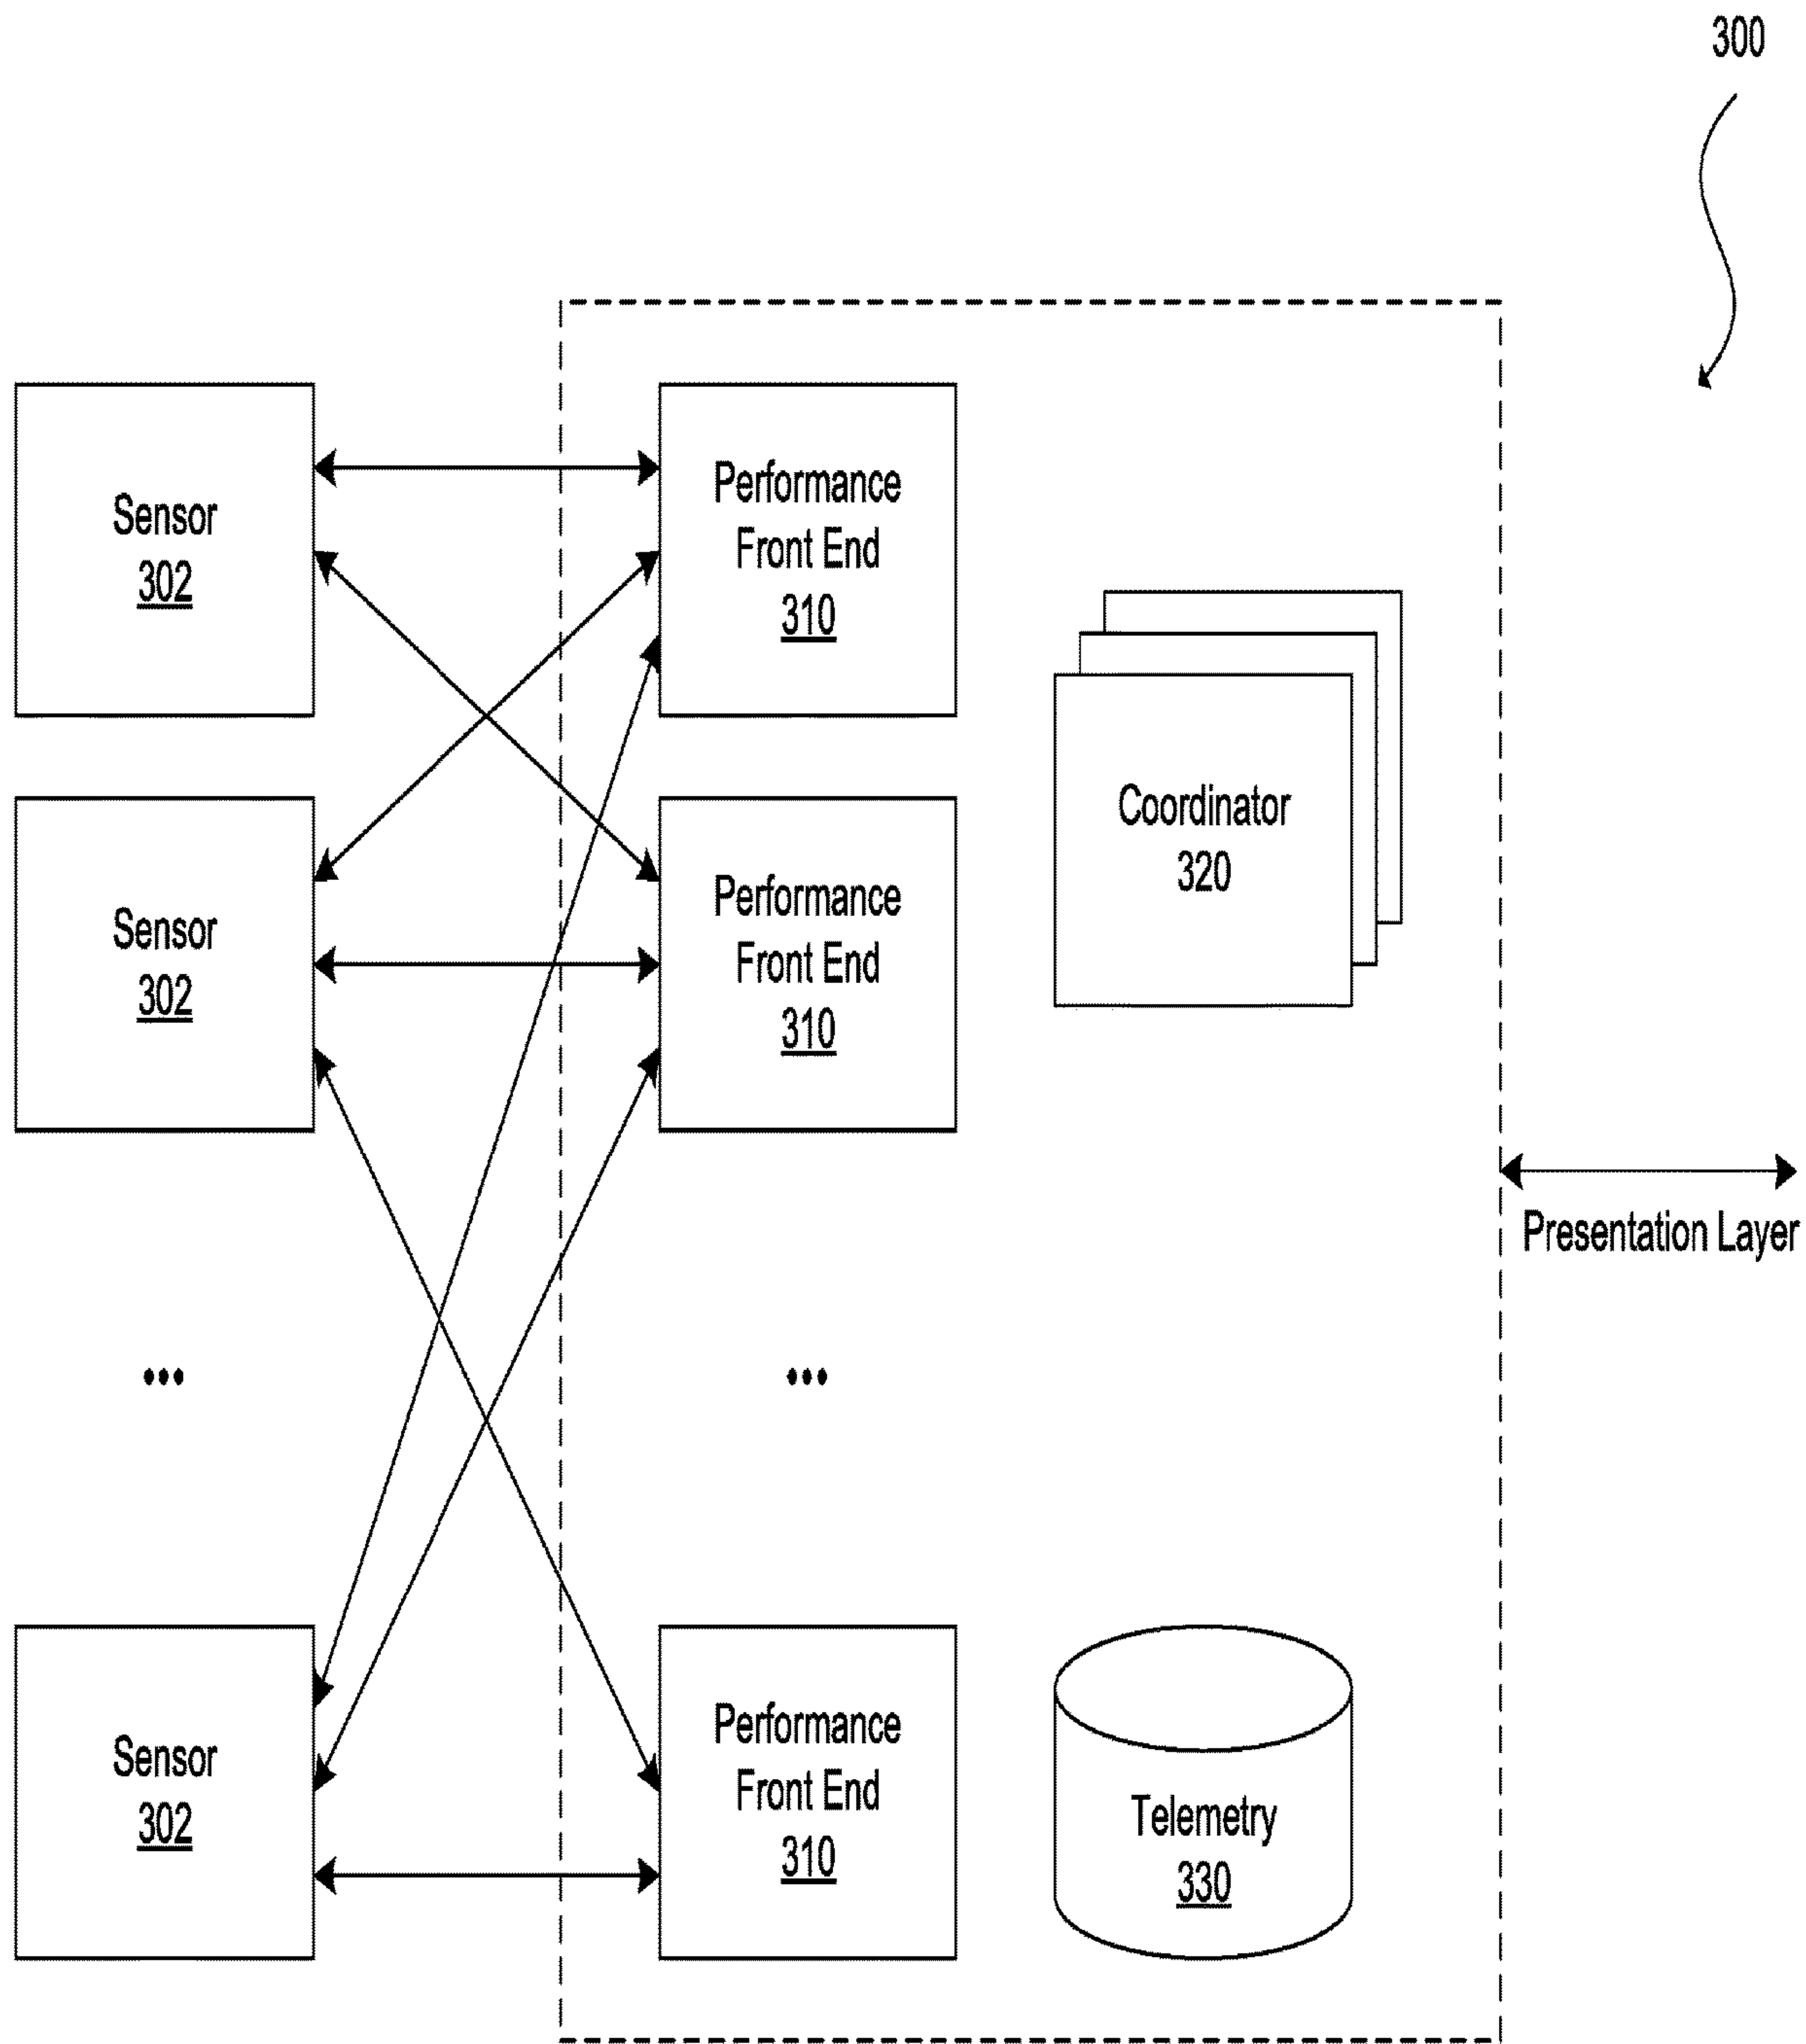 300
Sensor
302
Performance
Front End
310
Coordinator
320
Sensor
302
Performance
Front End
310
Presentation Layer
...
...
Sensor
302
Performance
Front End
310
Telemetry
330